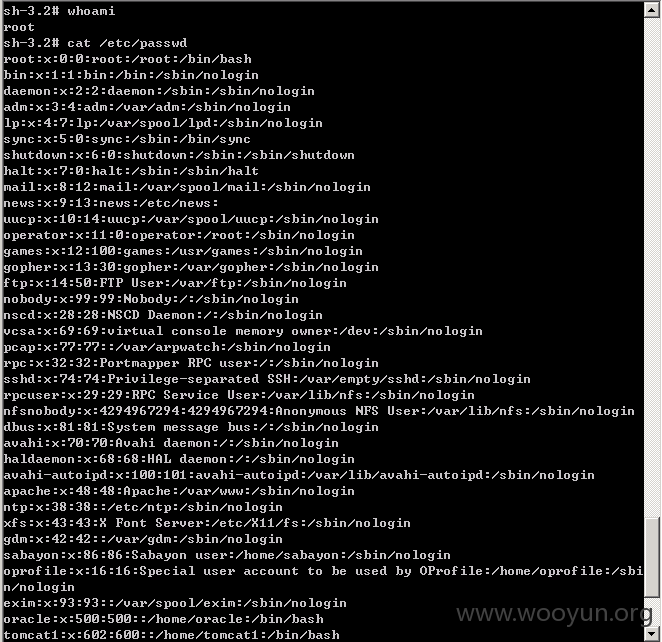 sh-3.2# whoami
root
sh-3.2# cat /etc/passwd
root:x:0:0:root:/root:/bin/bash
bin:x:1:1:bin:/bin:/sbin/nologin
daemon:x:2:2:daemon:/sbin:/sbin/nologin
adm:x:3:4:adm:/var/adm:/sbin/nologin
lp:x:4:7:lp:/var/spool/lpd:/sbin/nologin
sync:x:5:0:sync:/sbin:/bin/sync
shutdown:x:6:0:shutdown:/sbin:/sbin/shutdown
halt:x:7:0:halt:/sbin:/sbin/halt
mail:x:8:12:mail:/var/spool/mail:/sbin/nologin
news:x:9:13:news:/etc/news:
uucp:x:10:14:uucp:/var/spool/uucp:/sbin/nologin
operator:x:11:0:operator:/root:/sbin/nologin
games:x:12:100:games:/usr/games:/sbin/nologin
gopher:x:13:30:gopher:/var/gopher:/sbin/nologin
ftp:x:14:50:FTP User:/var/ftp:/sbin/nologin
nobody:x:99:99:Nobody:/:/sbin/nologin
nscd:x:28:28:NSCD Daemon:/:/sbin/nologin
vcsa:x:69:69:virtual console memory owner:/dev:/sbin/nologin
pcap:x:77:77::/var/arpwatch:/sbin/nologin
rpc:x:32:32:Portmapper RPC user:/:/sbin/nologin
sshd:x:74:74:Privilege-separated SSH:/var/empty/sshd:/sbin/nologin
rpcuser:x:29:29:RPC Service User:/var/lib/nfs:/sbin/nologin
nfsnobody:x:4294967294:4294967294:Anonymous NFS User:/var/lib/nfs:/sbin/nologin
dbus:x:81:81:System message bus:/:/sbin/nologin
avahi:x:70:70:Avahi daemon:/:/sbin/nologin
haldaemon:x:68:68:HAL daemon:/:/sbin/nologin
avahi-autoipd:x:100:101:avahi-autoipd:/var/lib/avahi-autoipd:/sbin/nologin
apache:x:48:48:Apache:/var/www:/sbin/nologin
ntp:x:38:38::/etc/ntp:/sbin/nologin
xfs:x:43:43:X Font Server:/etc/X11/fs:/sbin/nologin
gdm:x:42:42::/var/gdm:/sbin/nologin
sabayon:x:86:86:Sabayon user:/home/sabayon:/sbin/nologin
oprofile:x:16:16:Special user account to be used by OProfile:/home/oprofile:/sbi
n/nologin
exim:x:93:93::/var/spool/exim:/sbin/nologin
oracle:x:500:500::/home/oracle:/bin/bash
tomcat1:x:602:600::/home/tomcat1:/bin/bash
www.wooyun.org